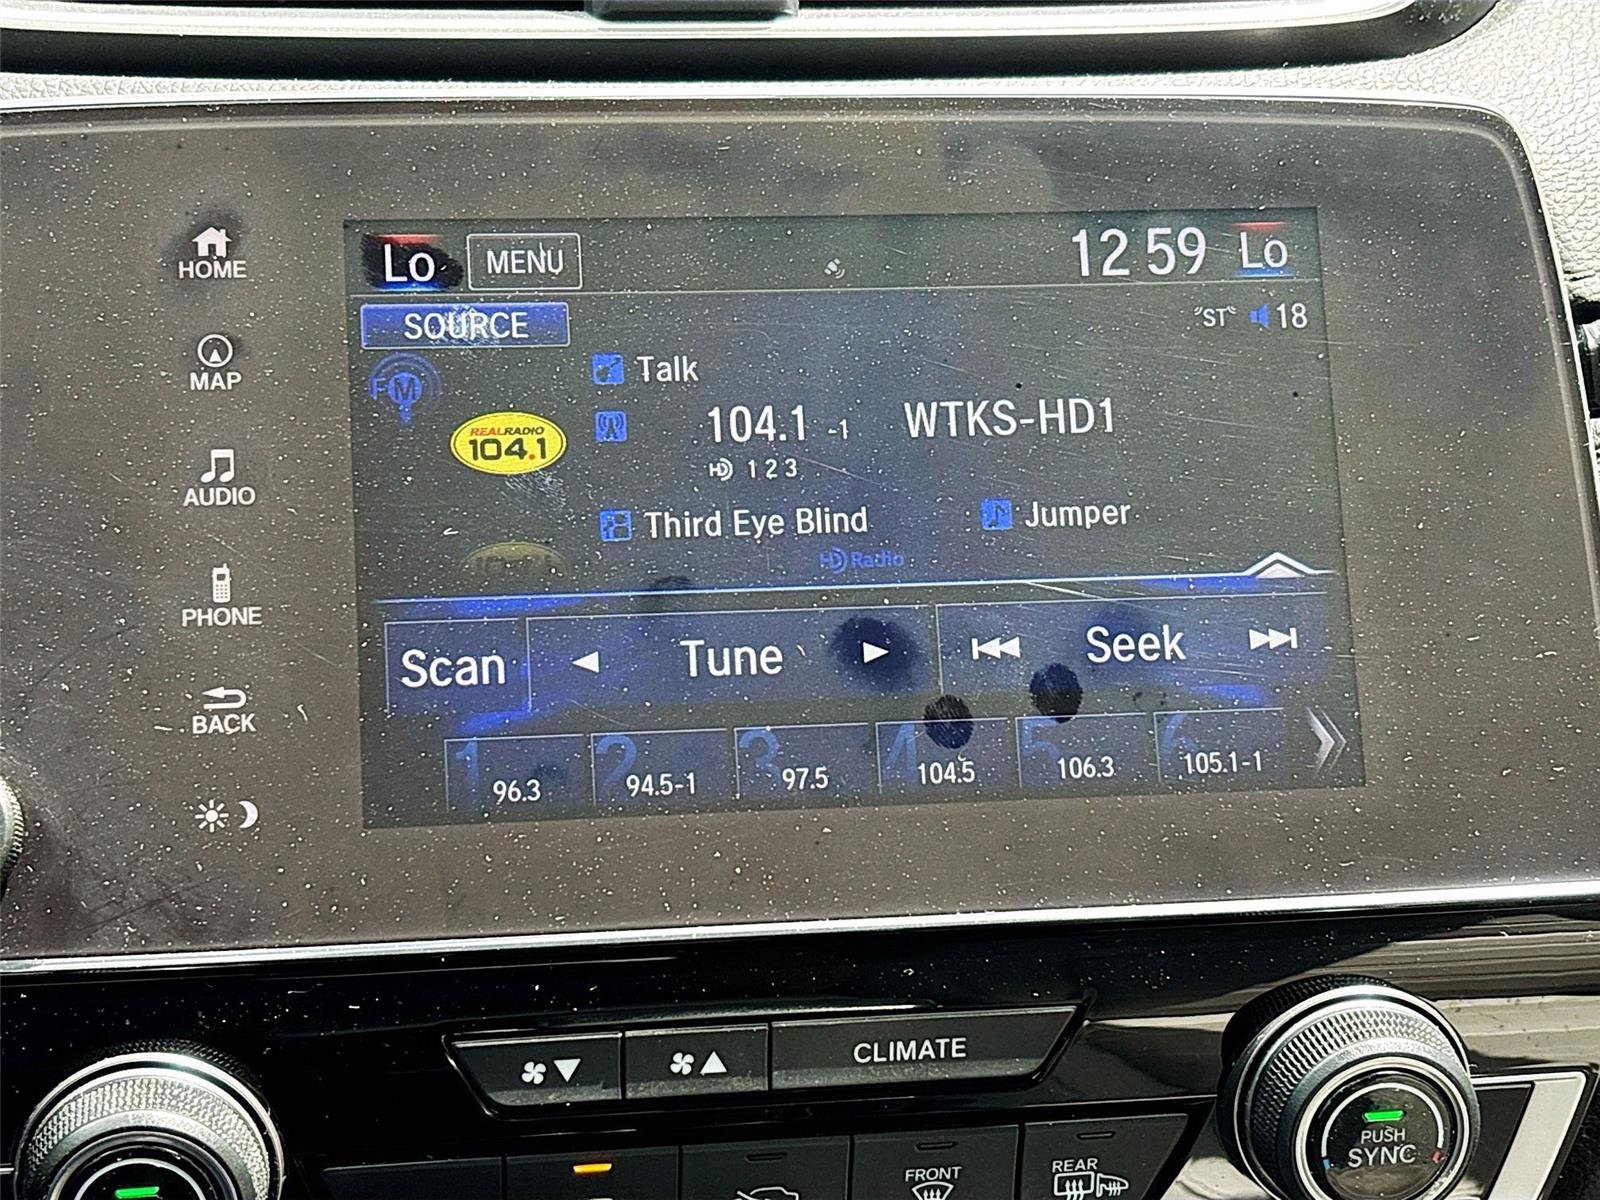 HOME
MAP
AUDIO
PHONE
BACK
Lo MENU 12 59 Lo
SOURCE "ST" 18
FM
Talk
REALRADIO
104.1
104.1 -1 WTKS-HD1
HD 1 2 3
Third Eye Blind Jumper
HD Radio
Scan Tune Seek
1 2 3 4 5 6
96.3 94.5-1 97.5 104.5 106.3 105.1-1
CLIMATE
FRONT
REAR
PUSH
SYNC